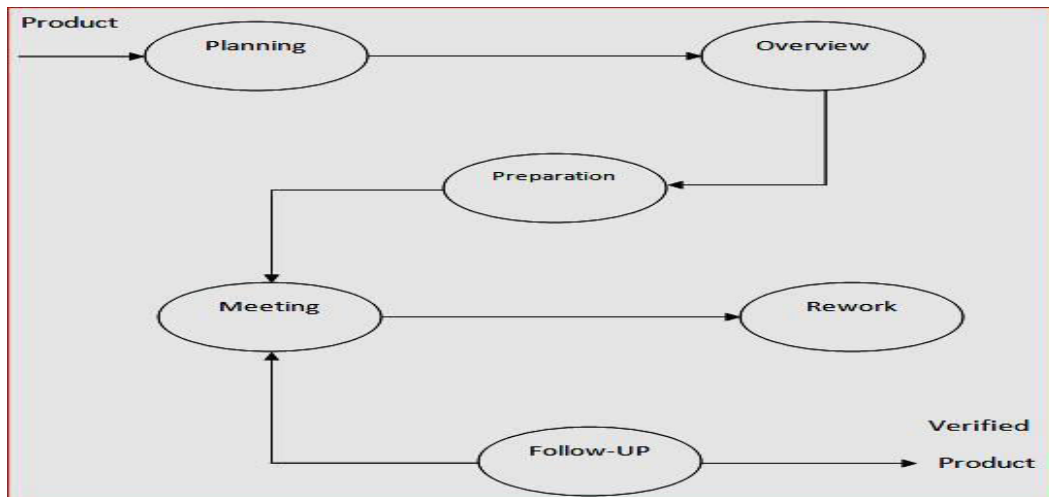 Product
Planning
Overview
Preparation
Meeting
Rework
Follow-UP
Verified
Product